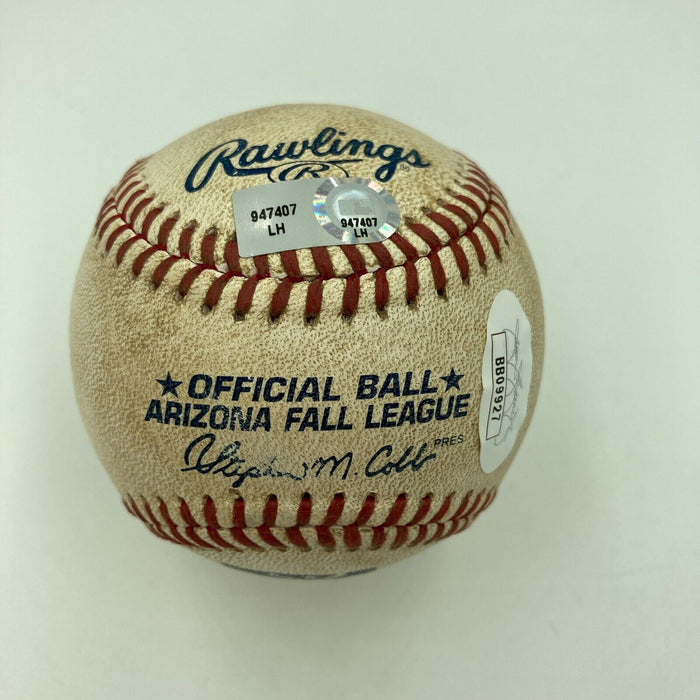 Rawlings®
R
947407
LH
947407
LH
★ OFFICIAL BALL ★
ARIZONA FALL LEAGUE
Stephen M. Cobb PRES
BB09927